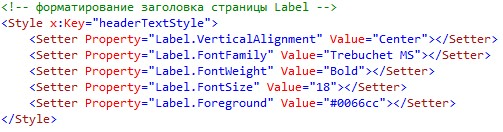 <!-- форматирование заголовка страницы Label -->
<Style x:Key="headerTextStyle">
<Setter Property="Label.VerticalAlignment" Value="Center"></Setter>
<Setter Property="Label.FontFamily" Value="Trebuchet MS"></Setter>
<Setter Property="Label.FontWeight" Value="Bold"></Setter>
<Setter Property="Label.FontSize" Value="18"></Setter>
<Setter Property="Label.Foreground" Value="#0066cc"></Setter>
</Style>